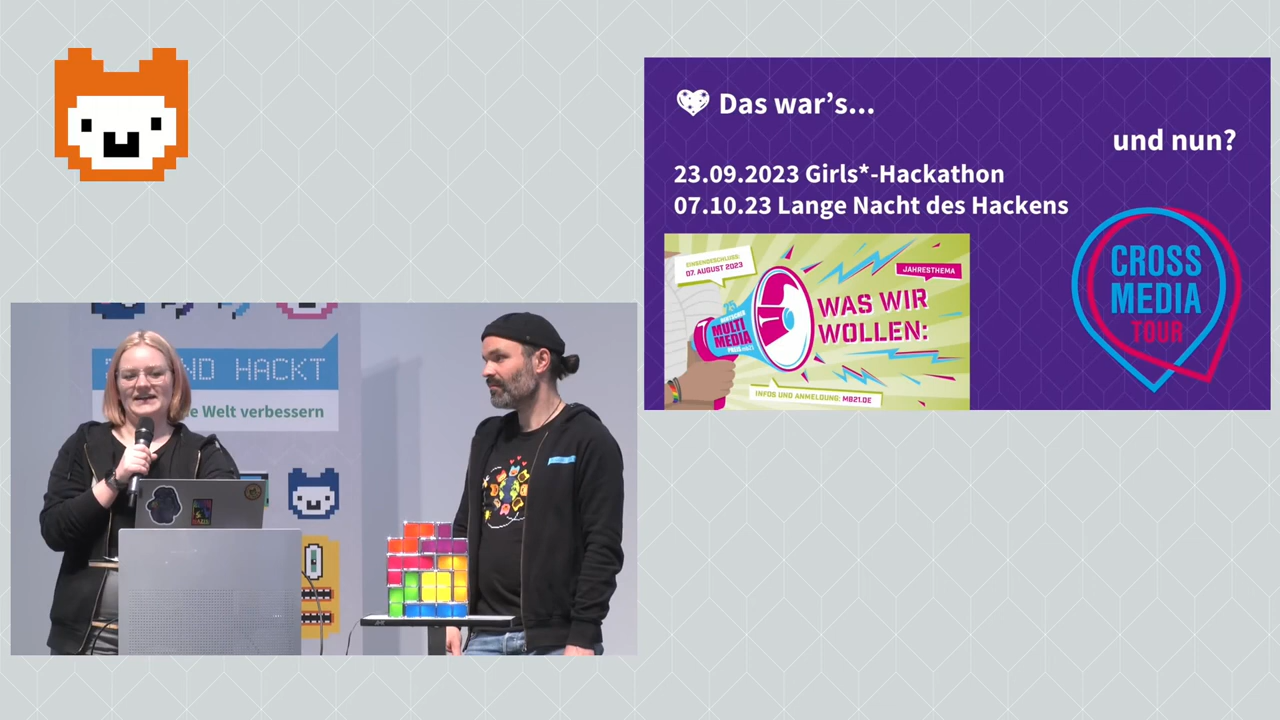 Das war's...
und nun?
23.09.2023 Girls*-Hackathon
07.10.23 Lange Nacht des Hackens
EINSENDESCHLUSS:
07. AUGUST 2023
JAHRESTHEMA
WAS WIR
WOLLEN:
MULTI
MEDIA
INFOS UND ANMELDUNG: MB21.DE
CROSS
MEDIA
TOUR
ND HACKT
e Welt verbessern